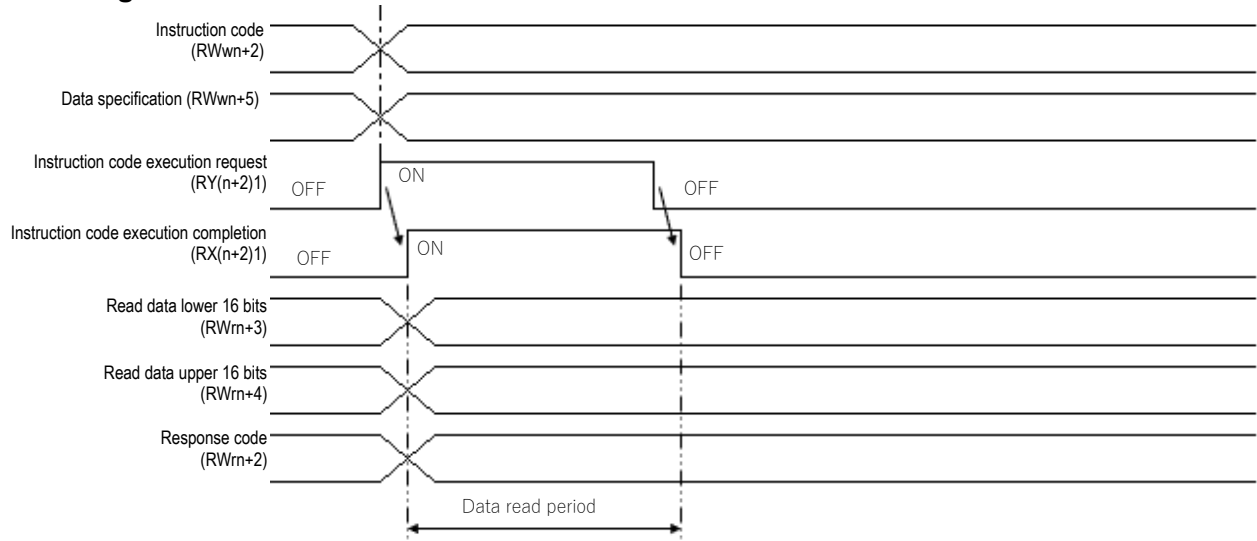 Instruction code
(RWwn+2)
Data specification (RWwn+5)
Instruction code execution request
(RY(n+2)1)
OFF
ON
OFF
Instruction code execution completion
(RX(n+2)1)
OFF
ON
OFF
Read data lower 16 bits
(RWrn+3)
Read data upper 16 bits
(RWrn+4)
Response code
(RWrn+2)
Data read period